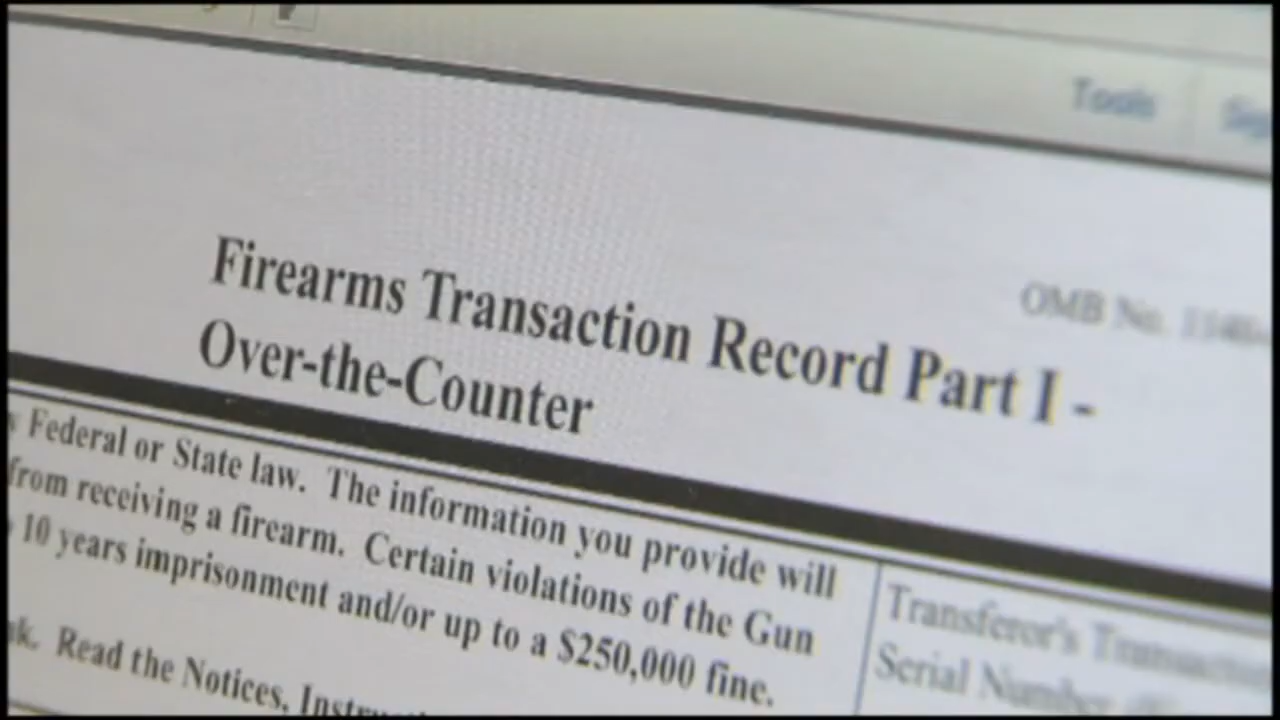 Tools
OMB No. 1140-
Firearms Transaction Record Part I -
Over-the-Counter
Federal or State law. The information you provide will
from receiving a firearm. Certain violations of the Gun
10 years imprisonment and/or up to a $250,000 fine.
Read the Notices,
Transferor's
Serial Number